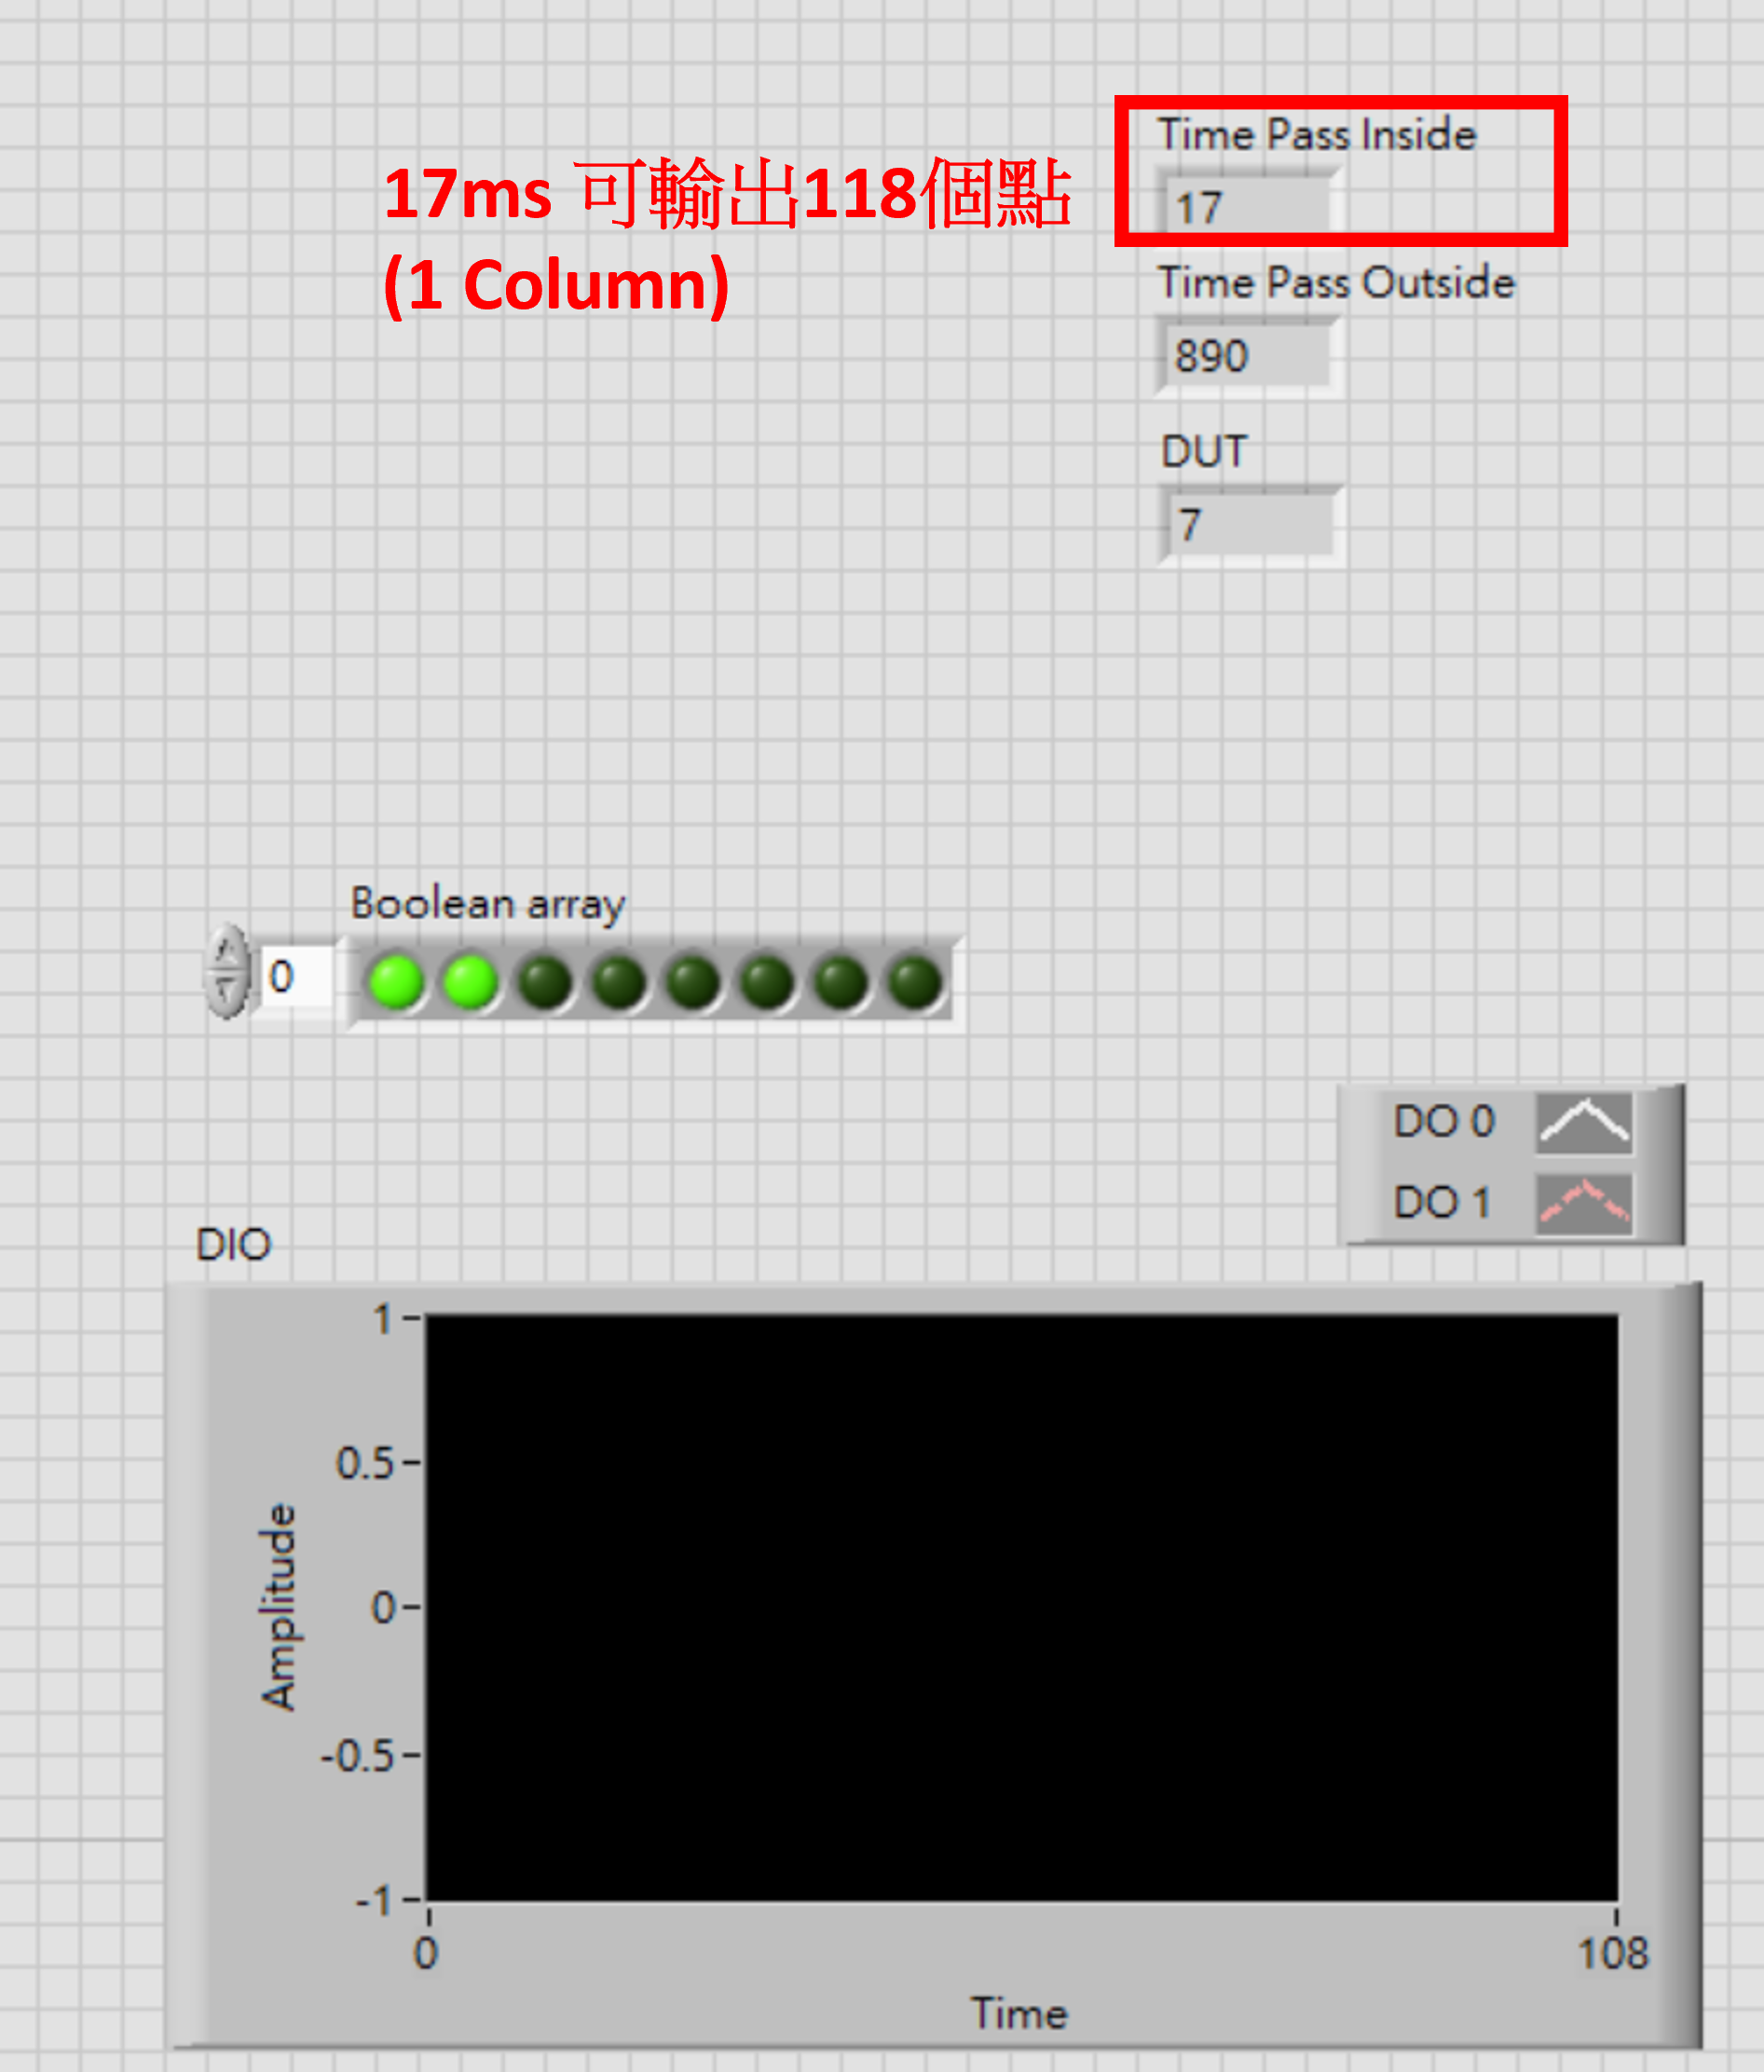 Time Pass Inside
17ms 可輸出118個點
17
(1 Column)
Time Pass Outside
890
DUT
7
Boolean array
0
DO 0
DO 1
DIO
1
0.5
0
-0.5
-1
Amplitude
0
108
Time